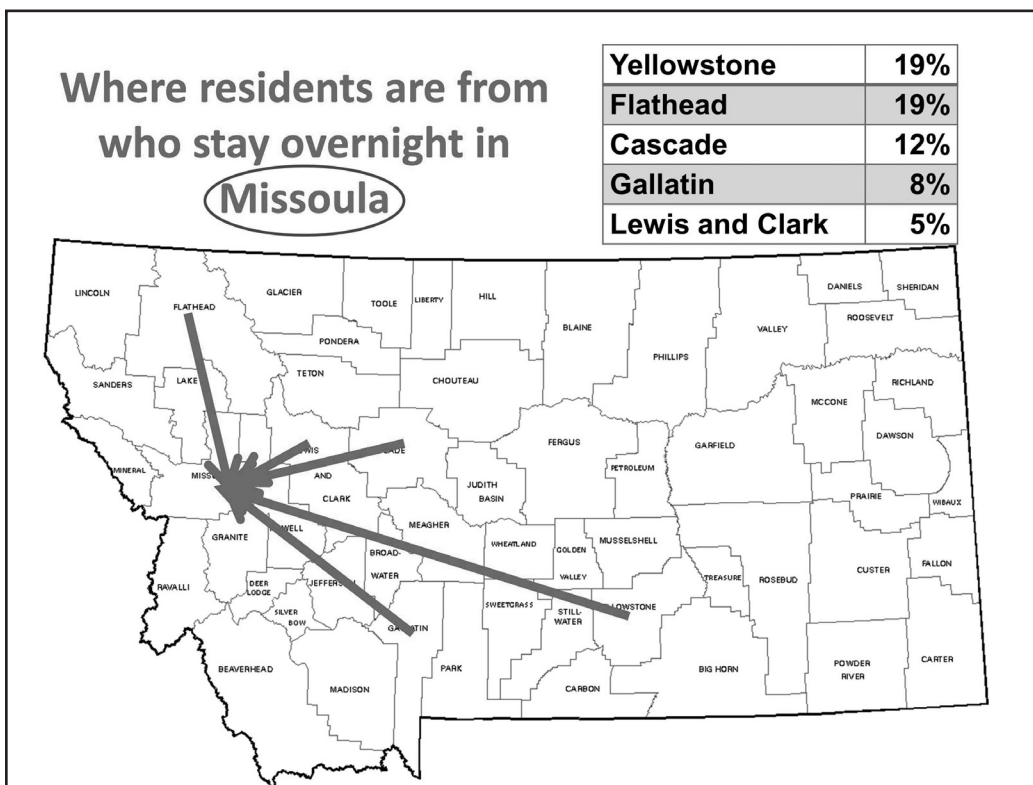 Where residents are from
who stay overnight in
Missoula
Yellowstone 19%
Flathead 19%
Cascade 12%
Gallatin 8%
Lewis and Clark 5%
LINCOLN
FLATHEAD
GLACIER
TOOLE
LIBERTY
HILL
BLAINE
PHILLIPS
VALLEY
DANIELS
SHERIDAN
ROOSEVELT
PONDERA
TETON
CHOUTEAU
SANDERS
LAKE
RICHLAND
MCCONE
DAWSON
GARFIELD
FERGUS
PETROLEUM
JUDITH
BASIN
AND
CLARK
MINERAL
PRAIRIE
WIBAUX
MEAGHER
GRANITE
WHEATLAND
GOLDEN
VALLEY
MUSSELSHELL
BROAD-
WATER
TREASURE
ROSEBUD
CUSTER
FALLON
RAVALLI
DEER
LODGE
SILVER
BOW
SWEETGRASS
STILL-
WATER
PARK
BEAVERHEAD
MADISON
CARBON
BIG HORN
POWDER
RIVER
CARTER